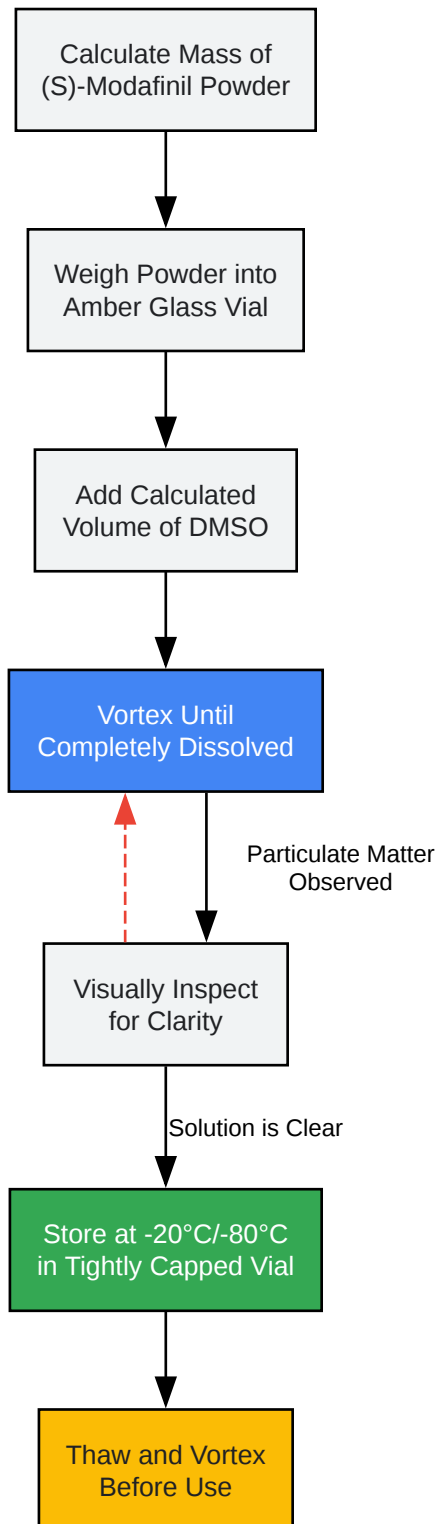 Calculate Mass of
(S)-Modafinil Powder
Weigh Powder into
Amber Glass Vial
Add Calculated
Volume of DMSO
Vortex Until
Completely Dissolved
Particulate Matter
Observed
Visually Inspect
for Clarity
Solution is Clear
Store at -20°C/-80°C
in Tightly Capped Vial
Thaw and Vortex
Before Use